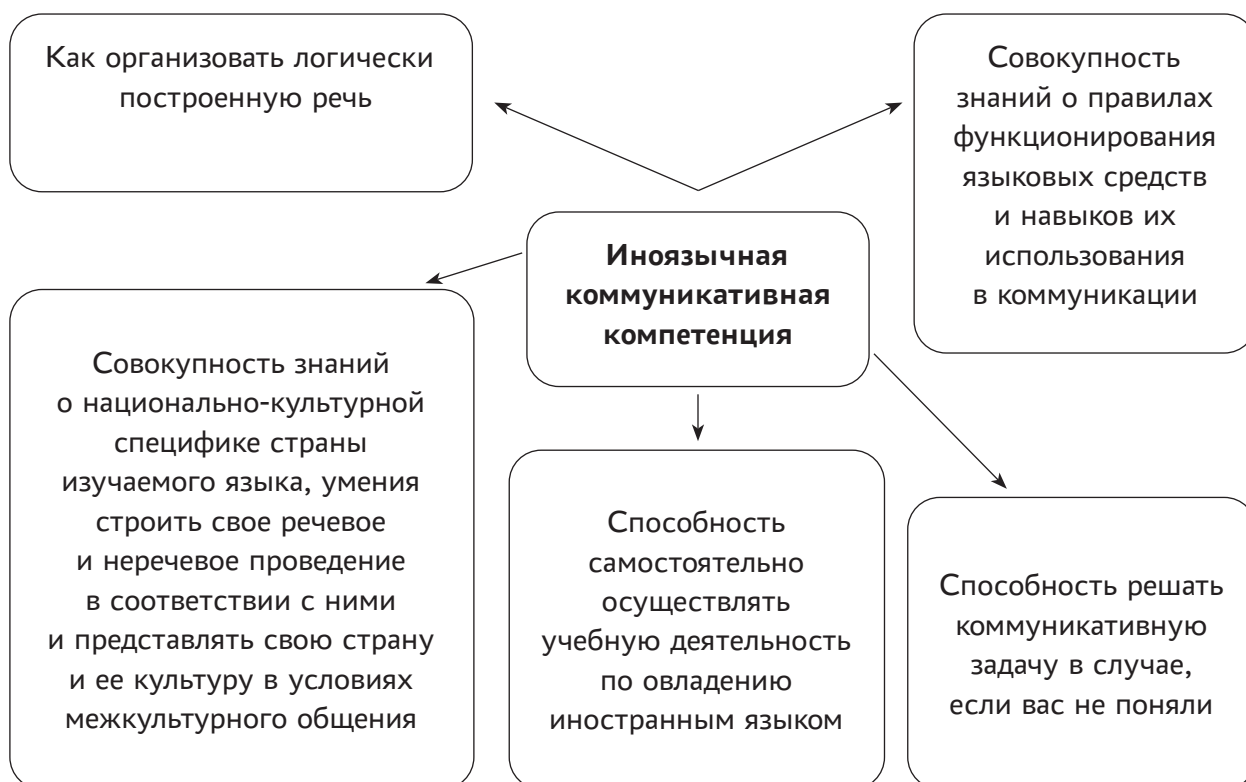 Как организовать логически
построенную речь
Совокупность
знаний о правилах
функционирования
языковых средств
и навыков их
использования
в коммуникации
Иноязычная
коммуникативная
компетенция
Совокупность знаний
о национально-культурной
специфике страны
изучаемого языка, умения
строить свое речевое
и неречевое проведение
в соответствии с ними
и представлять свою страну
и ее культуру в условиях
межкультурного общения
Способность
самостоятельно
осуществлять
учебную деятельность
по овладению
иностранным языком
Способность решать
коммуникативную
задачу в случае,
если вас не поняли